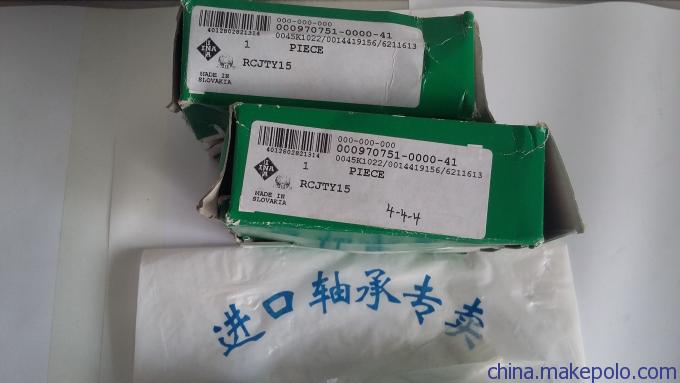 000-000-000
000970751-0000-41
0045K1022/0014419156/6211613
4012802821314
1 PIECE
INA
RCJTY15
MADE IN
SLOVAKIA
000-000-000
000970751-0000-41
0045K1022/0014419156/6211613
4012802821314
1 PIECE
INA
RCJTY15
MADE IN
SLOVAKIA
4-4-4
进口轴承专卖
china.makepolo.com